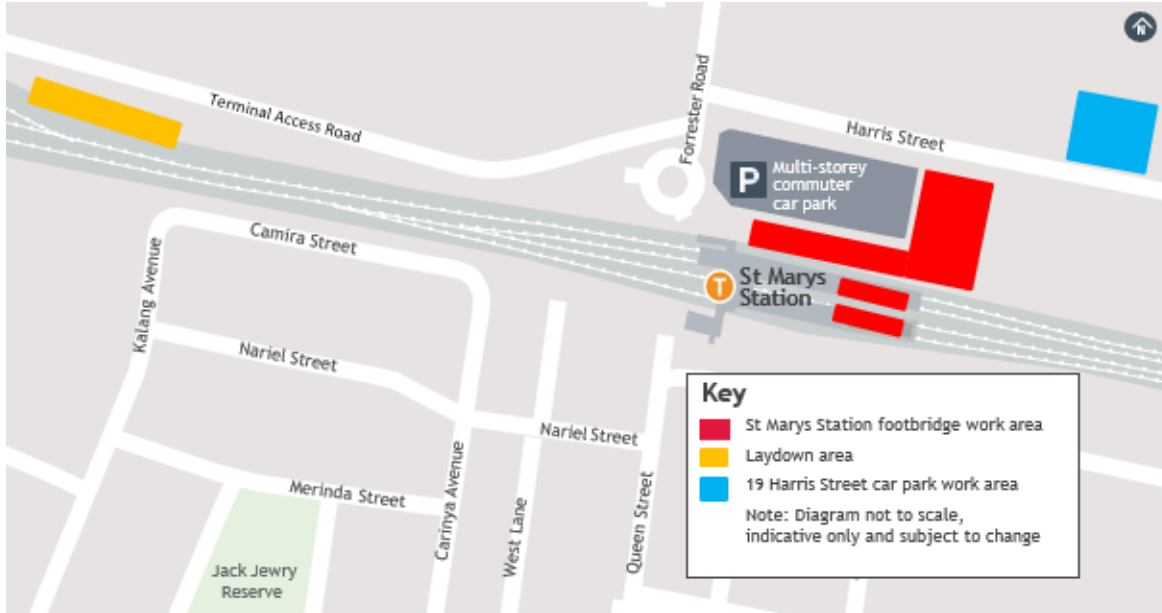 N
Terminal Access Road
Forrester Road
Harris Street
P
Multi-storey
commuter
car park
Kalang Avenue
Camira Street
T
St Marys
Station
Nariel Street
Nariel Street
Merinda Street
Carinya Avenue
West Lane
Queen Street
Jack Jewry
Reserve
Key
St Marys Station footbridge work area
Laydown area
19 Harris Street car park work area
Note: Diagram not to scale,
indicative only and subject to change